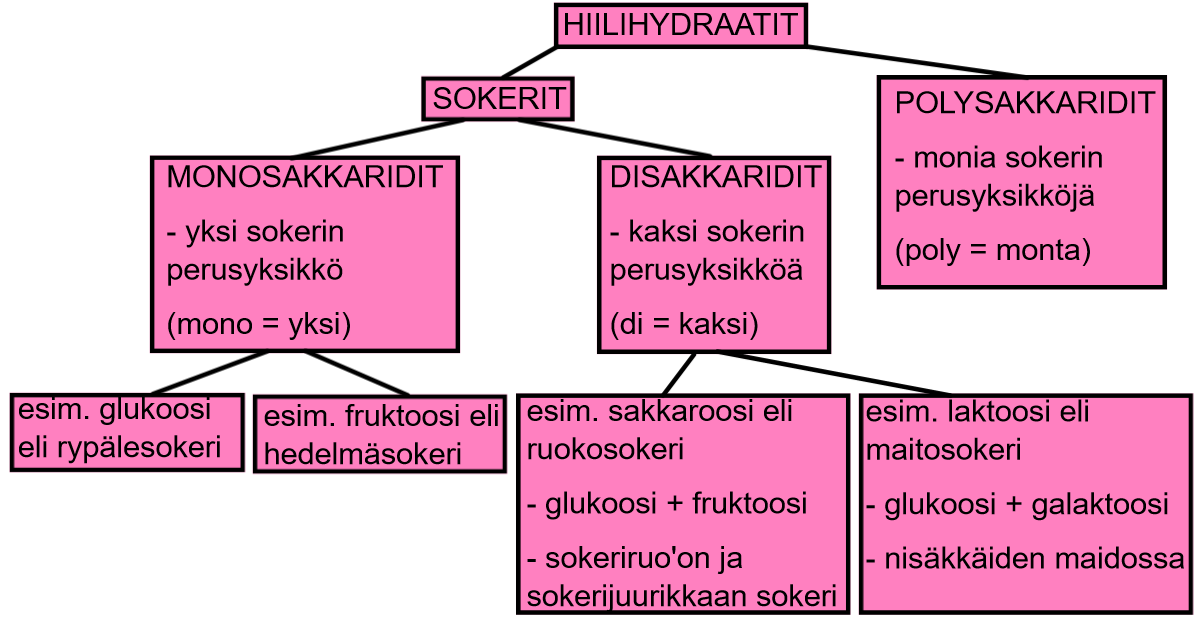 HIILIHYDRAATIT
SOKERIT
POLYSAKKARIDIT
- monia sokerin
perusyksikköjä
(poly = monta)
MONOSAKKARIDIT
- yksi sokerin
perusyksikkö
(mono = yksi)
DISAKKARIDIT
- kaksi sokerin
perusyksikköä
(di = kaksi)
esim. glukoosi
eli rypälesokeri
esim. fruktoosi eli
hedelmäsokeri
esim. sakkaroosi eli
ruokosokeri
- glukoosi + fruktoosi
- sokeriruo'on ja
sokerijuurikkaan sokeri
esim. laktoosi eli
maitosokeri
- glukoosi + galaktoosi
- nisäkkäiden maidossa